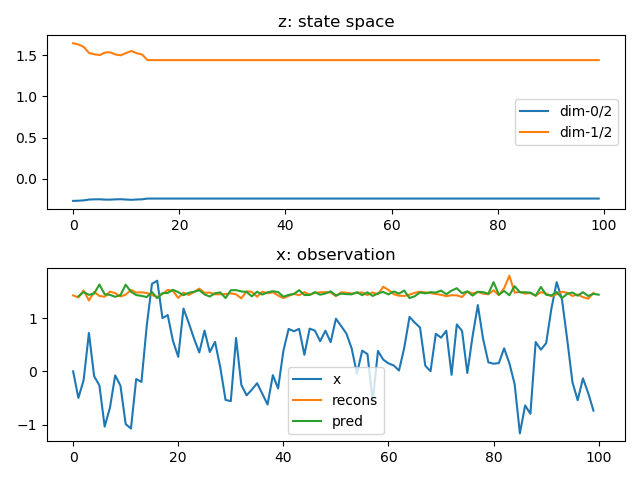 z: state space
1.5
1.0
0.5
0.0
dim-0/2
dim-1/2
0 20 40 60 80 100
x: observation
1
0
−1
x
recons
pred
0 20 40 60 80 100